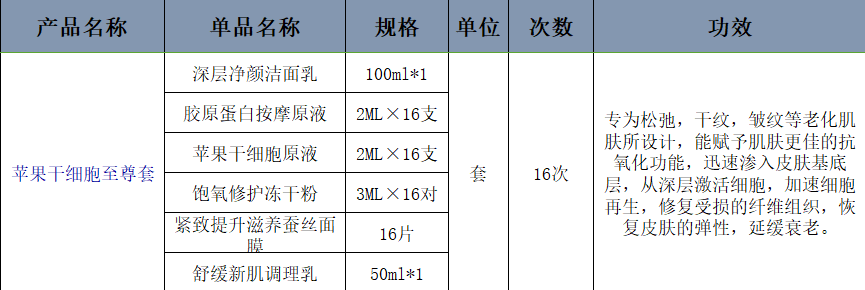 产品名称 单品名称 规格 单位 次数 功效
苹果干细胞至尊套
深层净颜洁面乳 100ml*1
胶原蛋白按摩原液 2ML×16支
苹果干细胞原液 2ML×16支
饱氧修护冻干粉 3ML×16对
紧致提升滋养蚕丝面
膜 16片
舒缓新肌调理乳 50ml*1
套
16次
专为松弛，干纹，皱纹等老化肌
肤所设计，能赋予肌肤更佳的抗
氧化功能，迅速渗入皮肤基底
层，从深层激活细胞，加速细胞
再生，修复受损的纤维组织，恢
复皮肤的弹性，延缓衰老。